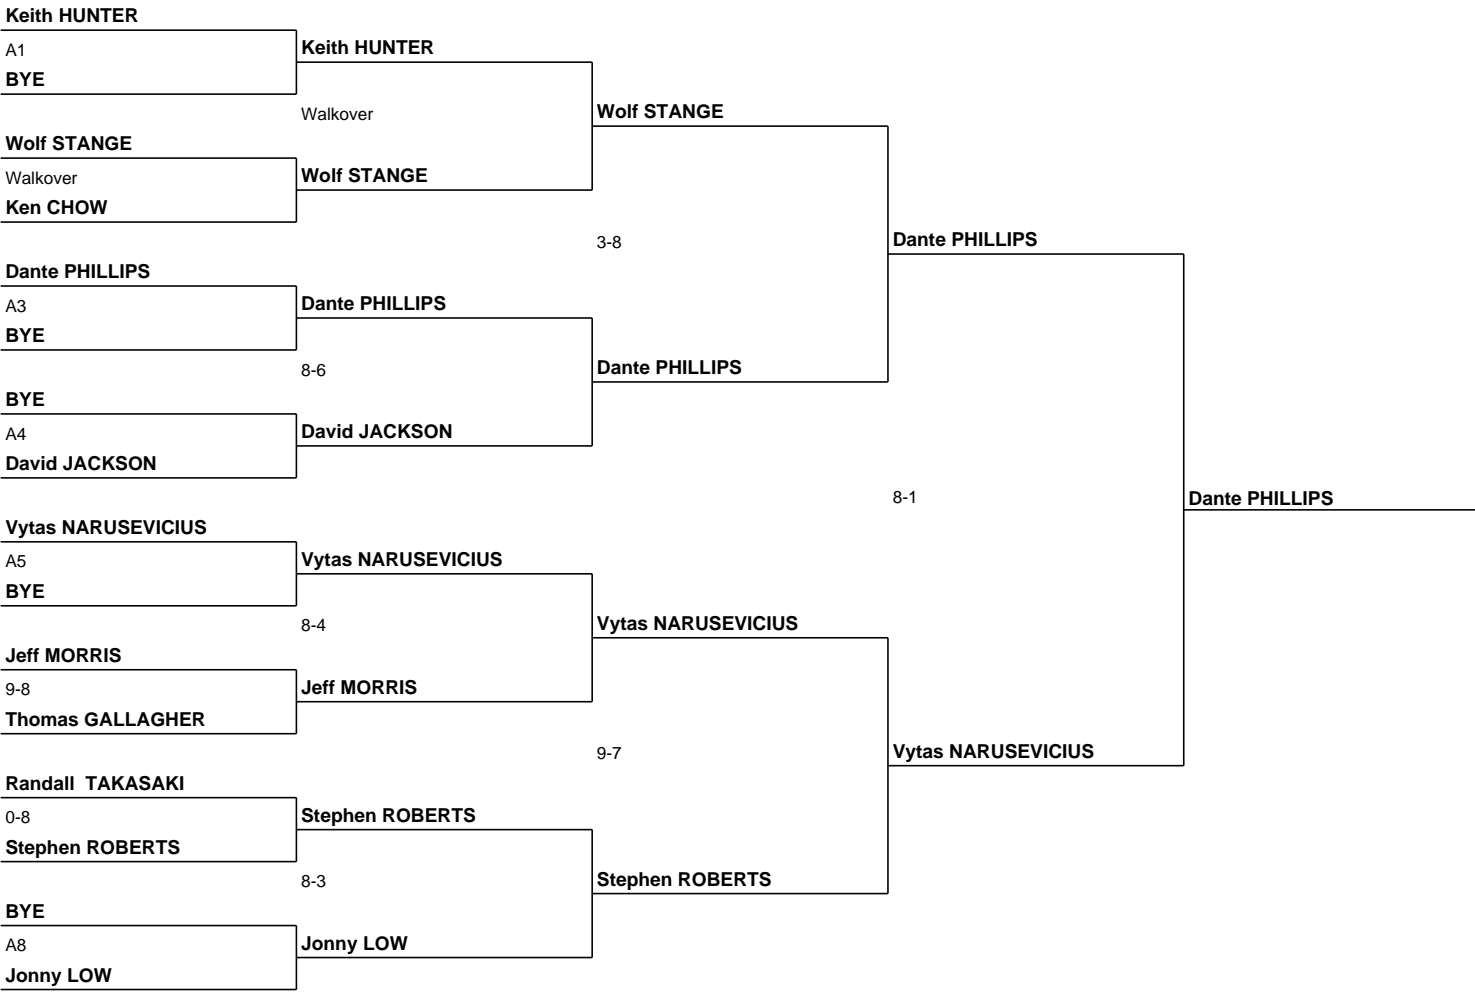 Keith HUNTER
A1
BYE
Wolf STANGE
Walkover
Ken CHOW
Dante PHILLIPS
A3
BYE
BYE
A4
David JACKSON
Vytas NARUSEVICIUS
A5
BYE
Jeff MORRIS
9-8
Thomas GALLAGHER
Randall TAKASAKI
0-8
Stephen ROBERTS
BYE
A8
Jonny LOW
Keith HUNTER
Walkover
Wolf STANGE
Dante PHILLIPS
8-6
David JACKSON
Vytas NARUSEVICIUS
8-4
Jeff MORRIS
Stephen ROBERTS
8-3
Jonny LOW
Wolf STANGE
3-8
Dante PHILLIPS
Vytas NARUSEVICIUS
9-7
Stephen ROBERTS
Dante PHILLIPS
8-1
Vytas NARUSEVICIUS
Dante PHILLIPS